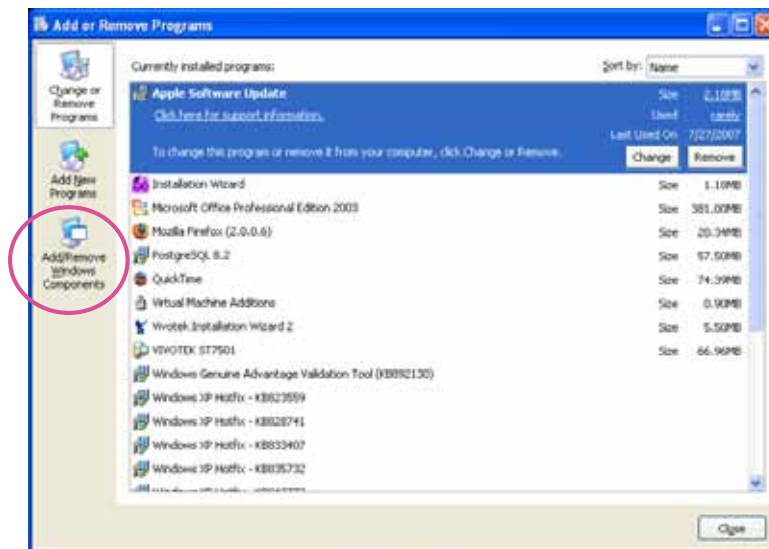 Add or Remove Programs
Change or
Remove
Programs
Add New
Programs
Add/Remove
Windows
Components
Currently installed programs:
Sort by: Name
Apple Software Update Size 2.18MB
Click here for support information. Used rarely
Last Used On 7/27/2007
To change this program or remove it from your computer, click Change or Remove. Change Remove
Installation Wizard Size 1.18MB
Microsoft Office Professional Edition 2003 Size 381.00MB
Mozilla Firefox (2.0.0.6) Size 20.34MB
PostgreSQL 8.2 Size 57.50MB
QuickTime Size 74.39MB
Virtual Machine Additions Size 0.90MB
Vivotek Installation Wizard 2 Size 5.50MB
VIVOTEK ST7501 Size 66.96MB
Windows Genuine Advantage Validation Tool (KB892130)
Windows XP Hotfix - KB823559
Windows XP Hotfix - KB828741
Windows XP Hotfix - KB833407
Windows XP Hotfix - KB835732
Close